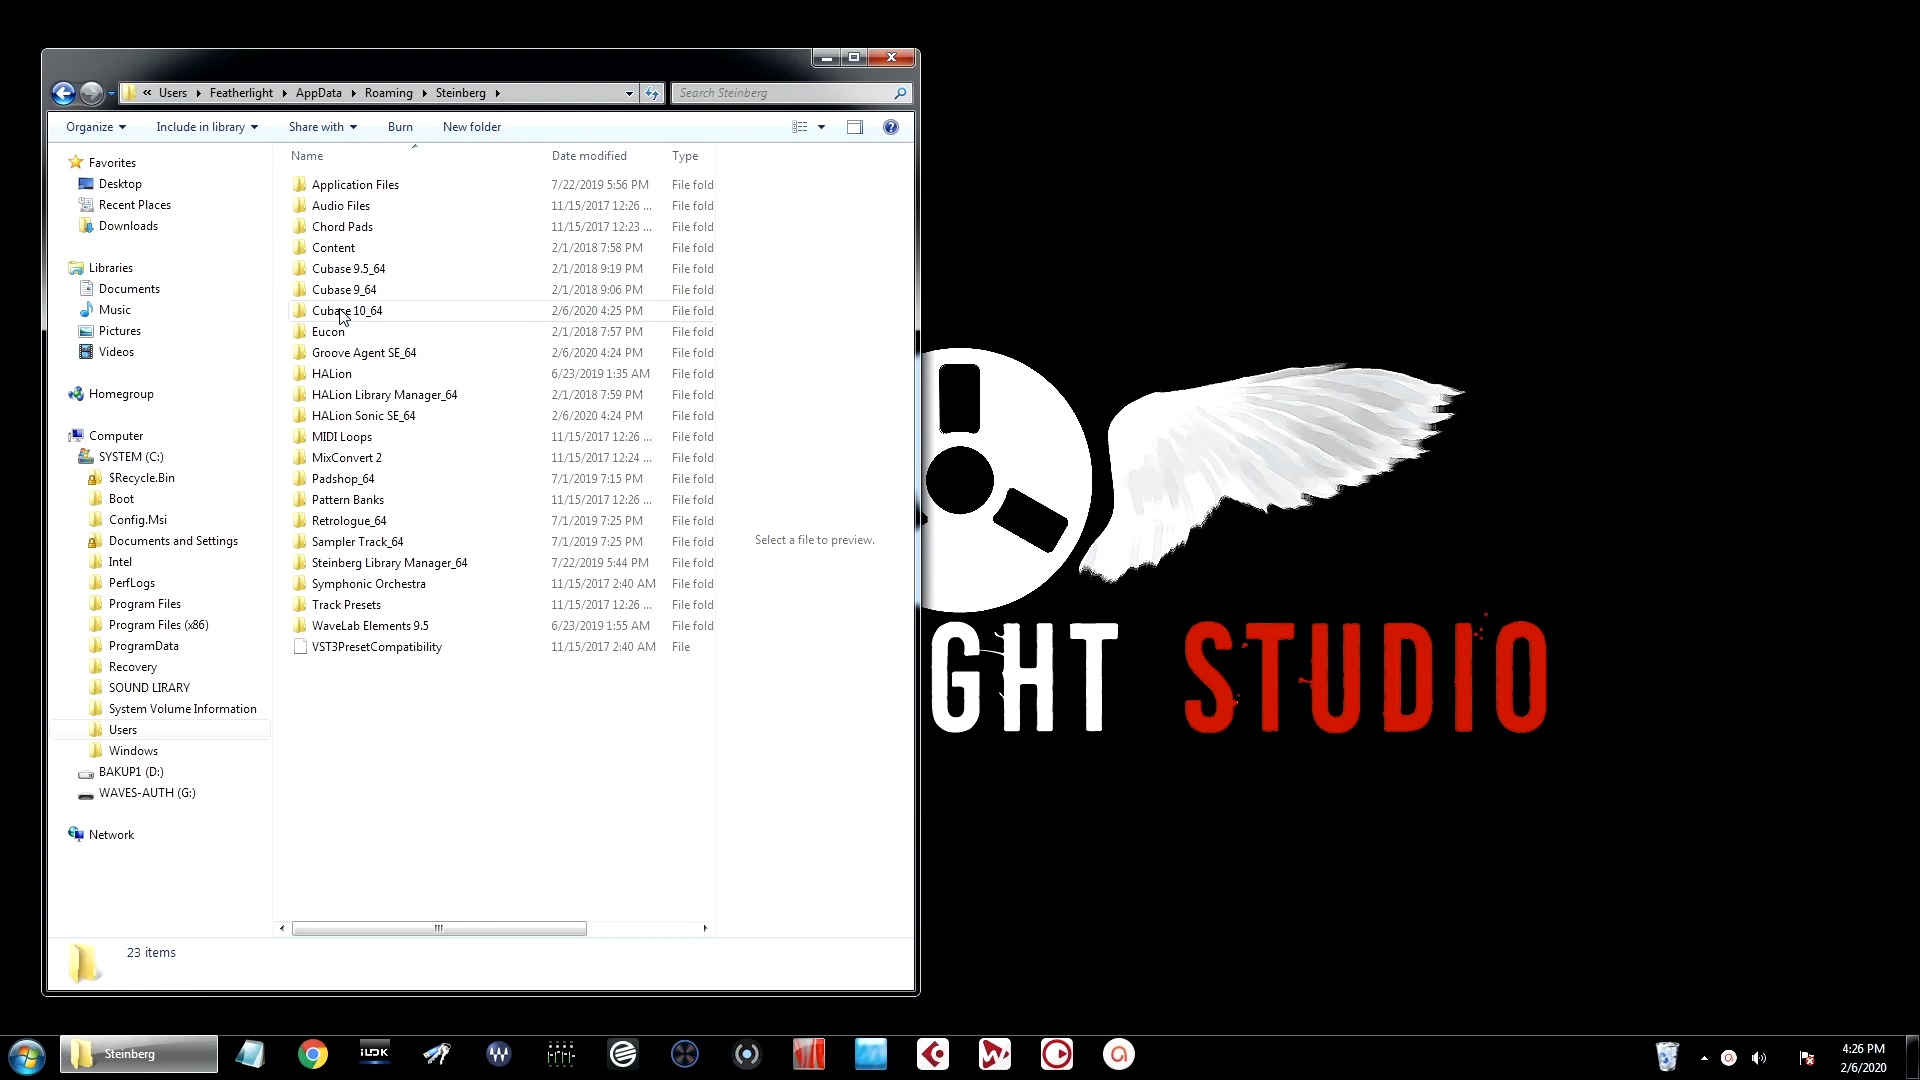 « Users Featherlight AppData Roaming Steinberg
Search Steinberg
Organize Include in library Share with Burn New folder
Name Date modified Type
Favorites
Desktop
Recent Places
Downloads
Libraries
Documents
Music
Pictures
Videos
Homegroup
Computer
SYSTEM (C:)
$Recycle.Bin
Boot
Config.Msi
Documents and Settings
Intel
PerfLogs
Program Files
Program Files (x86)
ProgramData
Recovery
SOUND LIRARY
System Volume Information
Users
Windows
BAKUP1 (D:)
WAVES-AUTH (G:)
Network
Application Files 7/22/2019 5:56 PM File fold
Audio Files 11/15/2017 12:26 ... File fold
Chord Pads 11/15/2017 12:23 ... File fold
Content 2/1/2018 7:58 PM File fold
Cubase 9.5_64 2/1/2018 9:19 PM File fold
Cubase 9_64 2/1/2018 9:06 PM File fold
Cubase 10_64 2/6/2020 4:25 PM File fold
Eucon 2/1/2018 7:57 PM File fold
Groove Agent SE_64 2/6/2020 4:24 PM File fold
HALion 6/23/2019 1:35 AM File fold
HALion Library Manager_64 2/1/2018 7:59 PM File fold
HALion Sonic SE_64 2/6/2020 4:24 PM File fold
MIDI Loops 11/15/2017 12:26 ... File fold
MixConvert 2 11/15/2017 12:24 ... File fold
Padshop_64 7/1/2019 7:15 PM File fold
Pattern Banks 11/15/2017 12:26 ... File fold
Retrologue_64 7/1/2019 7:25 PM File fold
Sampler Track_64 7/1/2019 7:25 PM File fold
Steinberg Library Manager_64 7/22/2019 5:44 PM File fold
Symphonic Orchestra 11/15/2017 2:40 AM File fold
Track Presets 11/15/2017 12:26 ... File fold
WaveLab Elements 9.5 6/23/2019 1:55 AM File fold
VST3PresetCompatibility 11/15/2017 2:40 AM File
Select a file to preview.
23 items
GHT STUDIO
Steinberg
iLOK
4:26 PM
2/6/2020